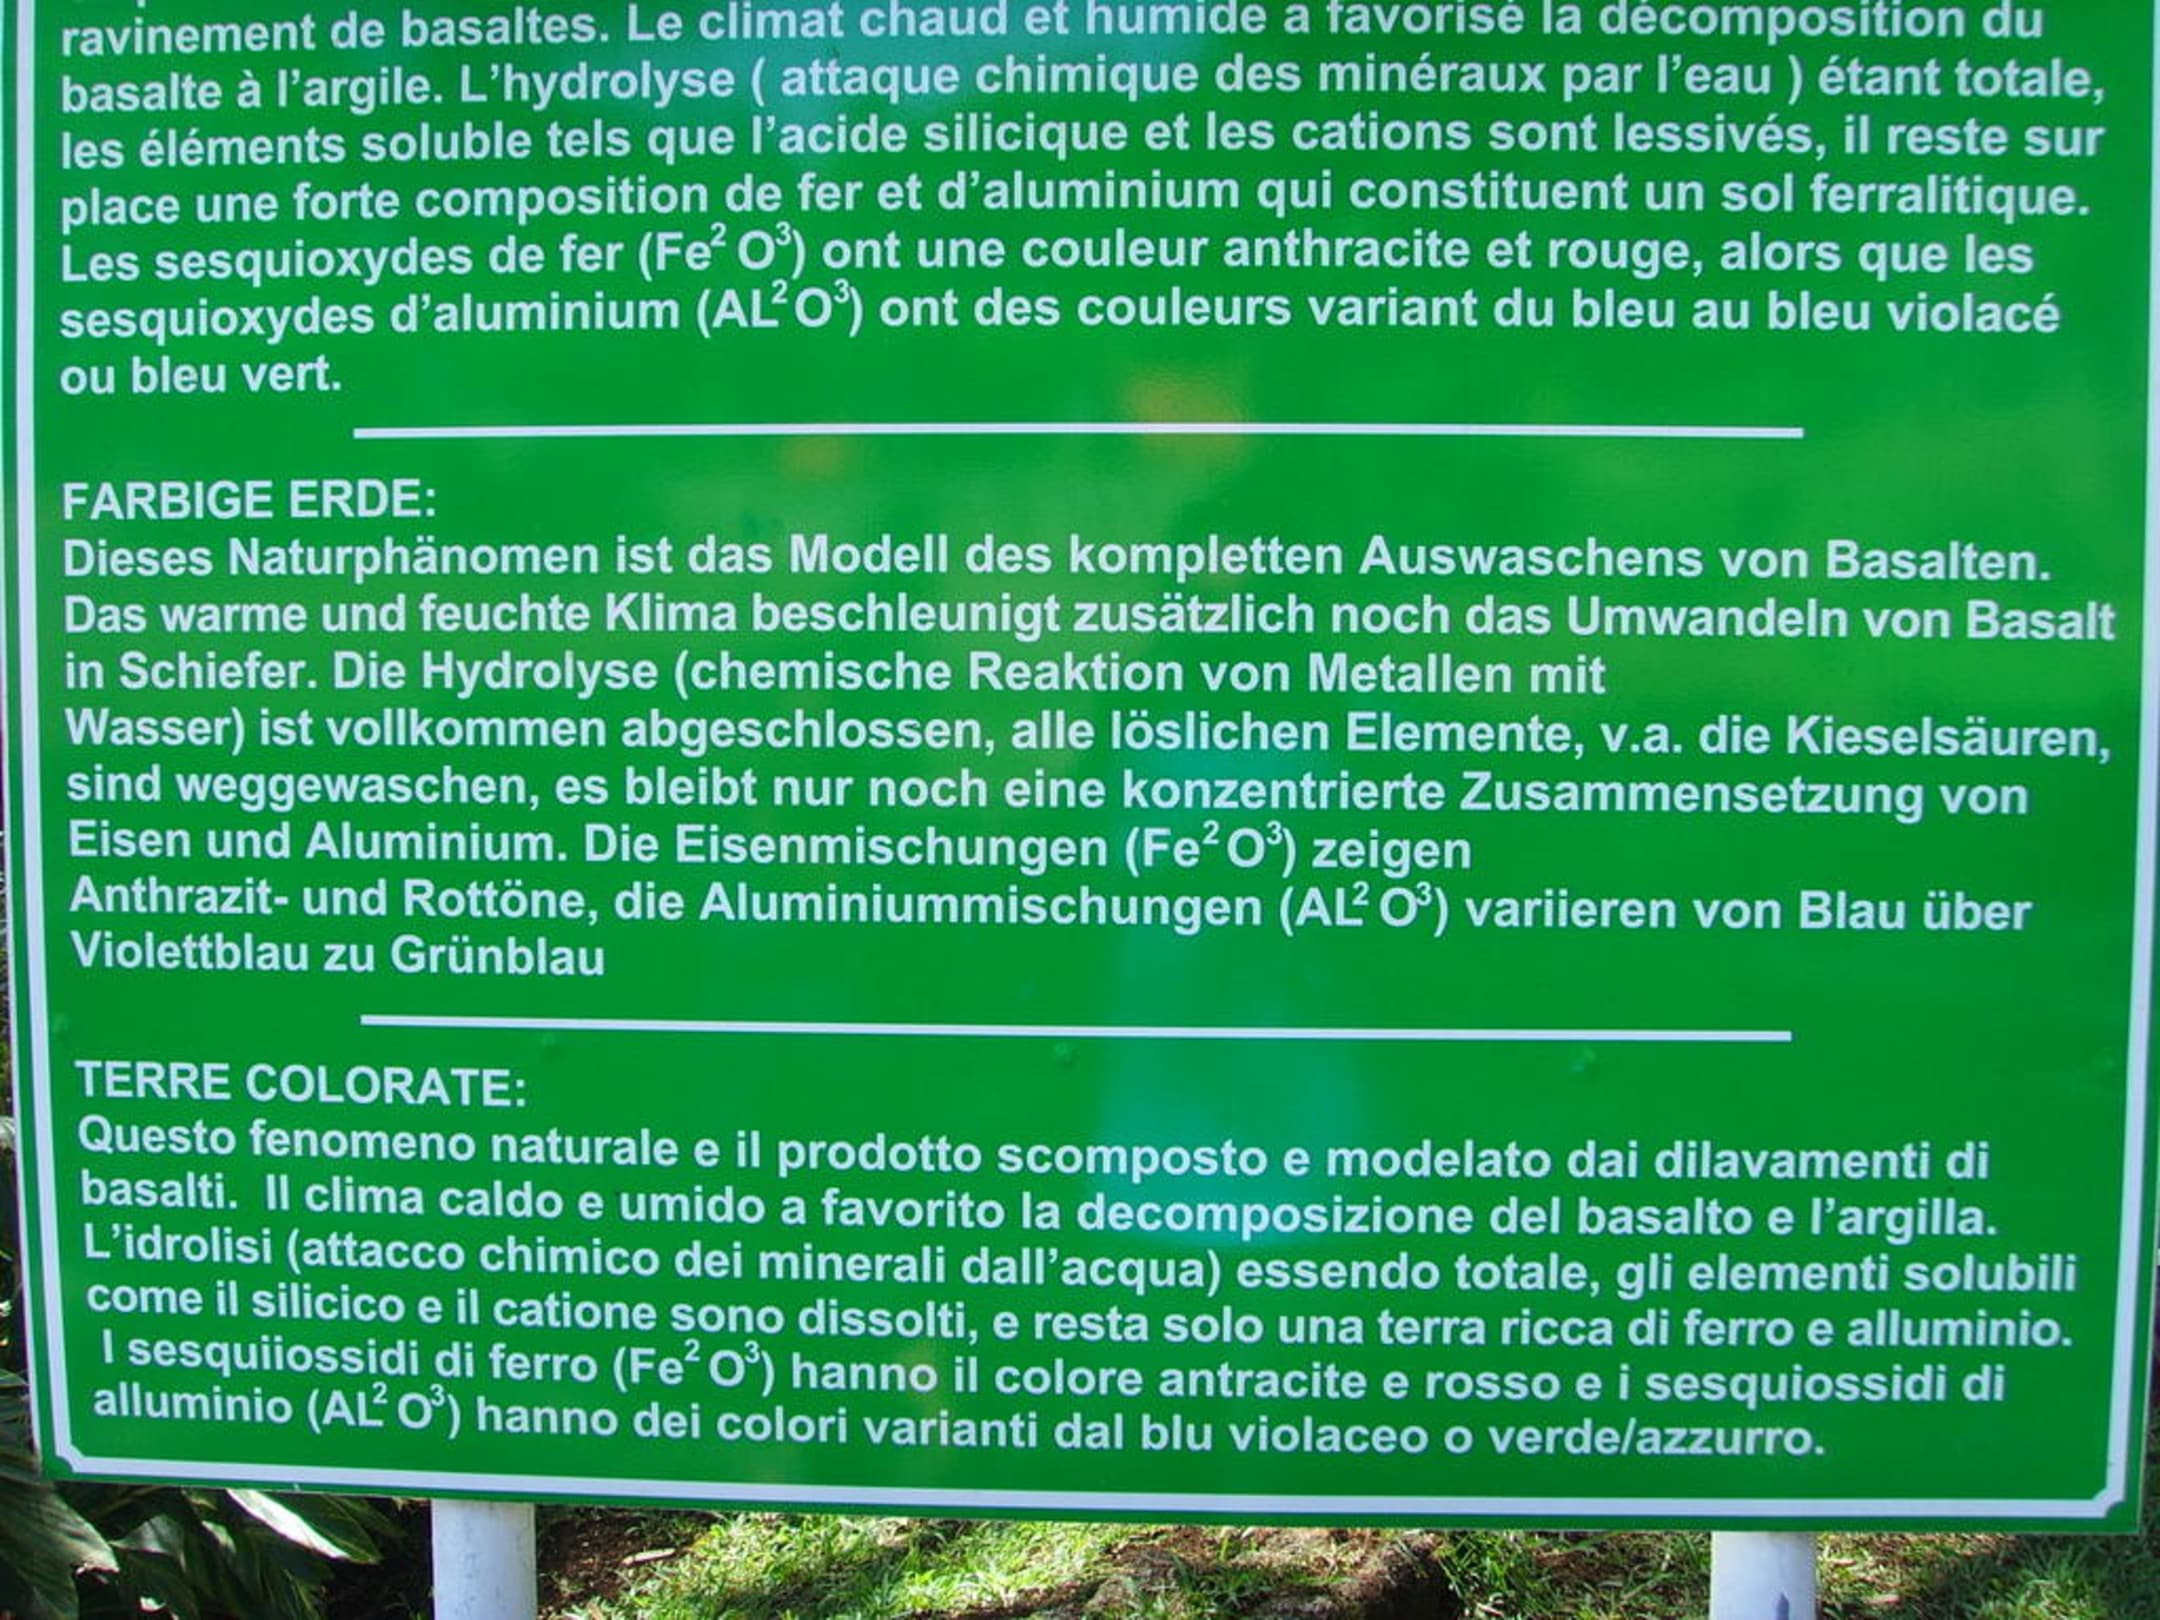 ravinement de basaltes. Le climat chaud et humide a favorisé la décomposition du
basalte à l'argile. L'hydrolyse ( attaque chimique des minéraux par l'eau ) étant totale,
les éléments soluble tels que l'acide silicique et les cations sont lessivés, il reste sur
place une forte composition de fer et d'aluminium qui constituent un sol ferralitique.
Les sesquioxydes de fer (Fe² O³) ont une couleur anthracite et rouge, alors que les
sesquioxydes d'aluminium (AL² O³) ont des couleurs variant du bleu au bleu violacé
ou bleu vert.
FARBIGE ERDE:
Dieses Naturphänomen ist das Modell des kompletten Auswaschens von Basalten.
Das warme und feuchte Klima beschleunigt zusätzlich noch das Umwandeln von Basalt
in Schiefer. Die Hydrolyse (chemische Reaktion von Metallen mit
Wasser) ist vollkommen abgeschlossen, alle löslichen Elemente, v.a. die Kieselsäuren,
sind weggewaschen, es bleibt nur noch eine konzentrierte Zusammensetzung von
Eisen und Aluminium. Die Eisenmischungen (Fe² O³) zeigen
Anthrazit- und Rottöne, die Aluminiummischungen (AL² O³) variieren von Blau über
Violettblau zu Grünblau
TERRE COLORATE:
Questo fenomeno naturale e il prodotto scomposto e modelato dai dilavamenti di
basalti. Il clima caldo e umido a favorito la decomposizione del basalto e l'argilla.
L'idrolisi (attacco chimico dei minerali dall'acqua) essendo totale, gli elementi solubili
come il silicico e il catione sono dissolti, e resta solo una terra ricca di ferro e alluminio.
I sesquiiossidi di ferro (Fe² O³) hanno il colore antracite e rosso e i sesquiossidi di
alluminio (AL² O³) hanno dei colori varianti dal blu violaceo o verde/azzurro.